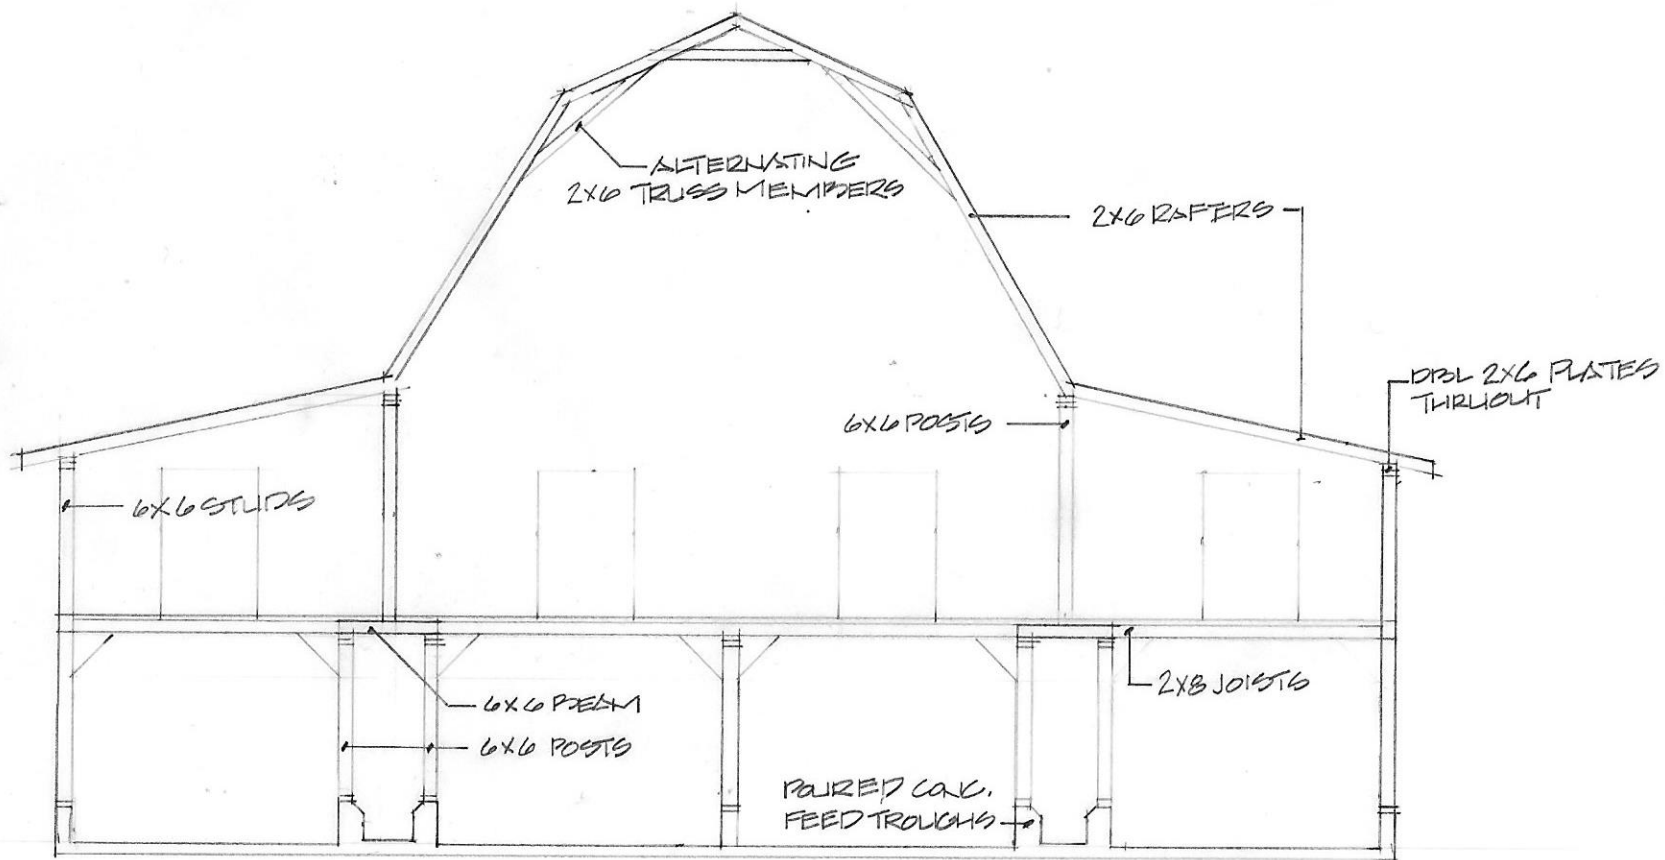 ALTERNATING
2X6 TRUSS MEMBERS
2X6 RAFTERS
DBL 2X6 PLATES
THRUOUT
6X6 POSTS
6X6 STUDS
2X8 JOISTS
6X6 BEAM
6X6 POSTS
POURED CONC.
FEED TROUGHS